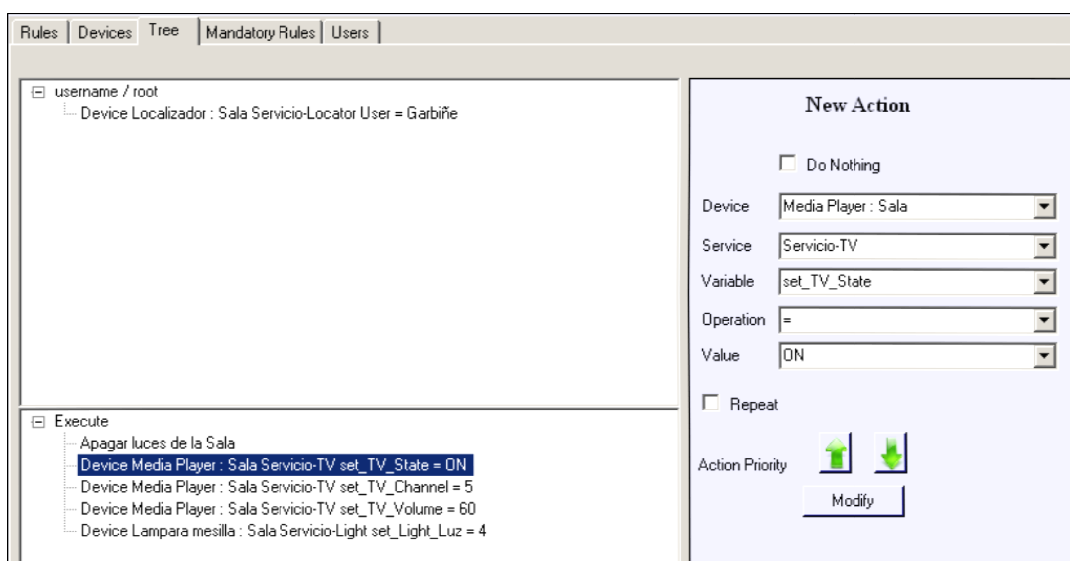 Rules Devices Tree Mandatory Rules Users
username / root
Device Localizador : Sala Servicio-Locator User = Garbiñe
New Action
Do Nothing
Device Media Player : Sala
Service Servicio-TV
Variable set_TV_State
Operation =
Value ON
Repeat
Action Priority
Modify
Execute
Apagar luces de la Sala
Device Media Player : Sala Servicio-TV set_TV_State = ON
Device Media Player : Sala Servicio-TV set_TV_Channel = 5
Device Media Player : Sala Servicio-TV set_TV_Volume = 60
Device Lampara mesilla : Sala Servicio-Light set_Light_Luz = 4